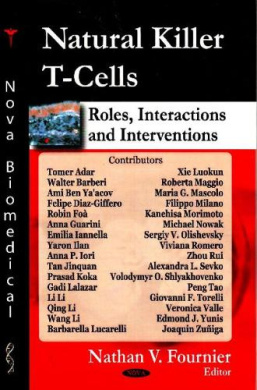 Nova Biomedical
Natural Killer
T-Cells
Roles, Interactions
and Interventions
Contributors
Tomer Adar
Walter Barberi
Ami Ben Ya'acov
Felipe Diaz-Giffero
Robin Foà
Anna Guarini
Emilia Iannella
Yaron Ilan
Anna P. Iori
Tan Jinquan
Prasad Koka
Gadi Lalazar
Li Li
Qing Li
Wang Li
Barbarella Lucarelli
Xie Luokun
Roberta Maggio
Maria G. Mascolo
Filippo Milano
Kanehisa Morimoto
Michael Nowak
Sergiy V. Olishevsky
Viviana Romero
Zhou Rui
Alexandra L. Sevko
Volodymyr O. Shlyakhovenko
Peng Tao
Giovanni F. Torelli
Veronica Valle
Edmond J. Yunis
Joaquin Zuñiga
Nathan V. Fournier
Editor
NOVA